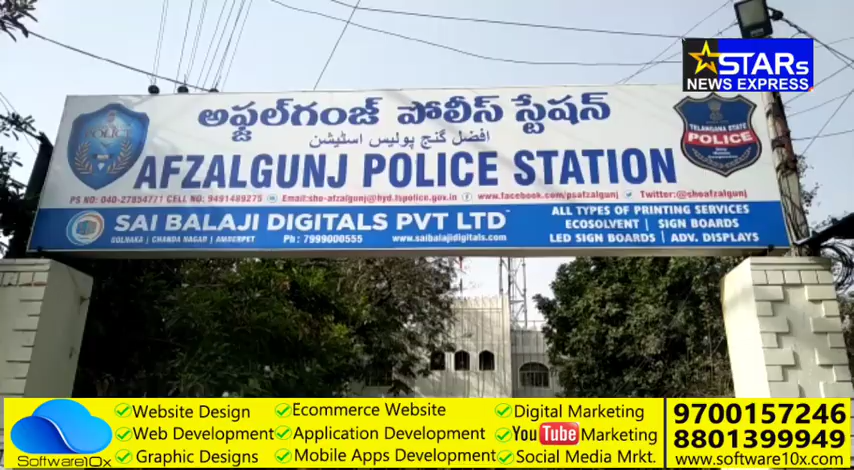 STARs
NEWS EXPRESS.
అఫ్జల్‌గంజ్ పోలీస్ స్టేషన్
افضل گنج پولیس اسٹیشن
POLICE
TELANGANA STATE
POLICE
AFZALGUNJ POLICE STATION
PS NO: 040-27854771 CELL NO: 9491489275 Email:sho-afzalgunj@hyd.tspolice.gov.in www.facebook.com/psafzalgunj Twitter:@shoafzalgunj
SAI BALAJI DIGITALS PVT LTD
GOLNAKA | CHANDA NAGAR | AMBERPET Ph: 7999000555 www.saibalajidigitals.com
ALL TYPES OF PRINTING SERVICES
ECOSOLVENT | SIGN BOARDS
LED SIGN BOARDS | ADV. DISPLAYS
Software10x
Website Design Ecommerce Website Digital Marketing
Web Development Application Development You Tube Marketing
Graphic Designs Mobile Apps Development Social Media Mrkt.
9700157246
8801399949
www.software10x.com